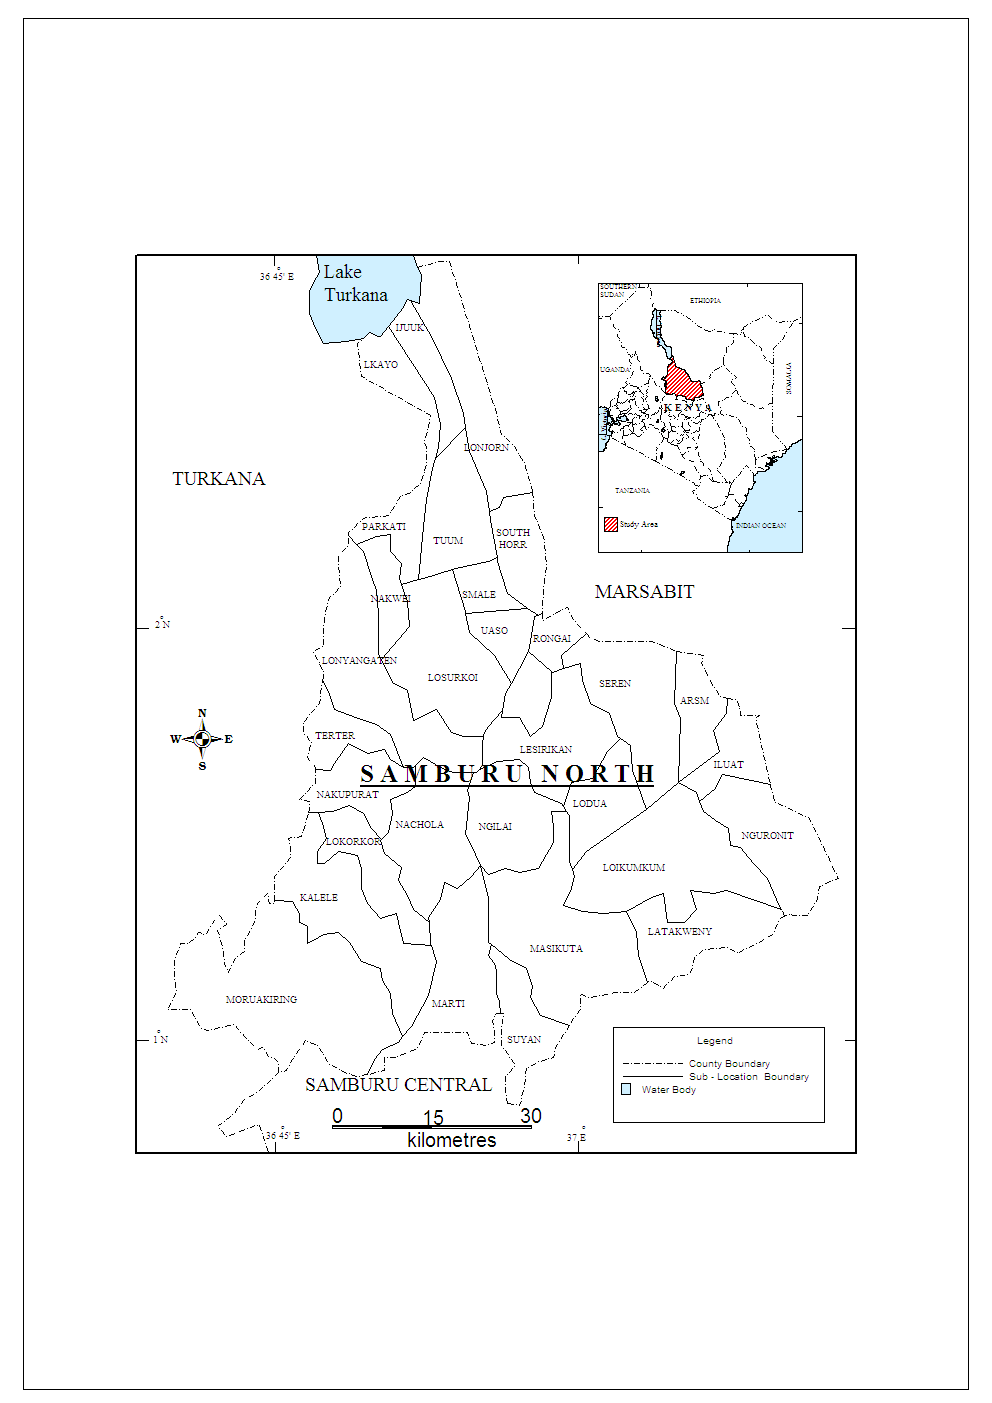 36 45' E
Lake
Turkana
SOUTHERN
SUDAN
ETHIOPIA
UGANDA
SOMALIA
KENYA
TANZANIA
Study Area
INDIAN OCEAN
IJUUK
LKAYO
LONJORN
TURKANA
PARKATI
TUUM
SOUTH
HORR
MARSABIT
NAKWEI
SMALE
2 N
UASO
RONGAI
LONYANGATEN
LOSURKOI
SEREN
ARSM
N
W E
S
TERTER
LESIRIKAN
ILUAT
SAMBURU NORTH
NAKUPURAT
LODUA
NACHOLA
NGILAI
NGURONIT
LOKORKOR
LOIKUMKUM
KALELE
LATAKWENY
MASIKUTA
MORUAKIRING
MARTI
1 N
SUYAN
Legend
County Boundary
Sub - Location Boundary
Water Body
SAMBURU CENTRAL
0 15 30
kilometres
36 45' E
37 E